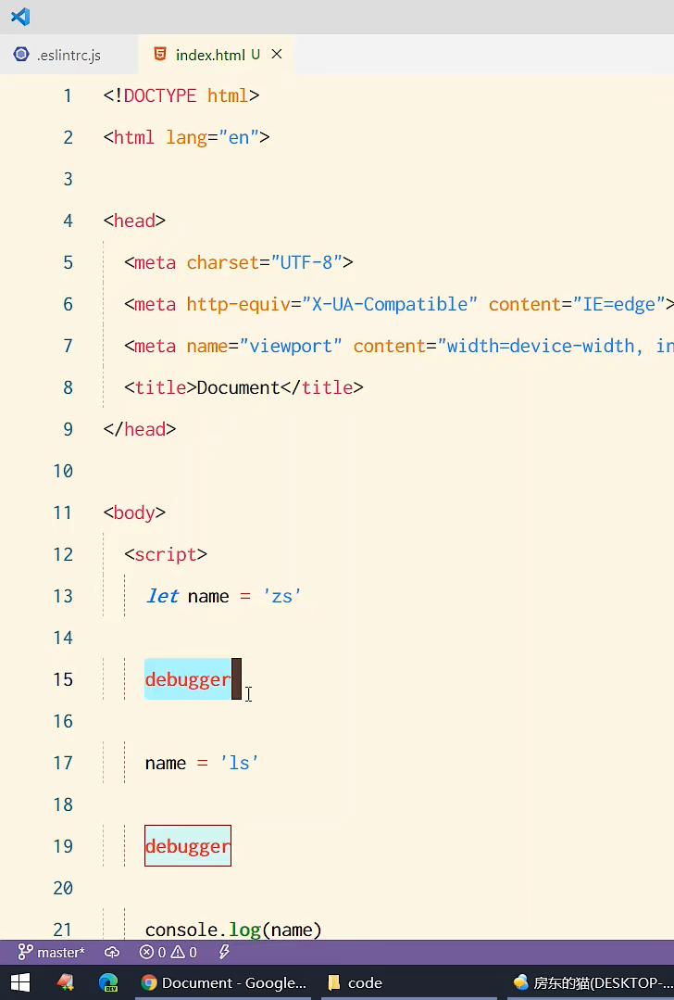 .eslintrc.js
index.html U
1 <!DOCTYPE html>
2 <html lang="en">
3
4 <head>
5 <meta charset="UTF-8">
6 <meta http-equiv="X-UA-Compatible" content="IE=edge">
7 <meta name="viewport" content="width=device-width, in
8 <title>Document</title>
9 </head>
10
11 <body>
12 <script>
13 let name = 'zs'
14
15 debugger
16
17 name = 'ls'
18
19 debugger
20
21 console.log(name)
master* 0 0
DEV
Document - Google...
code
房东的猫(DESKTOP-...